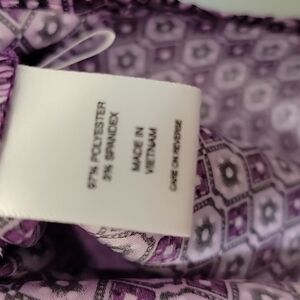 97% POLYESTER
3% SPANDEX
MADE IN
VIETNAM
CARE ON REVERSE